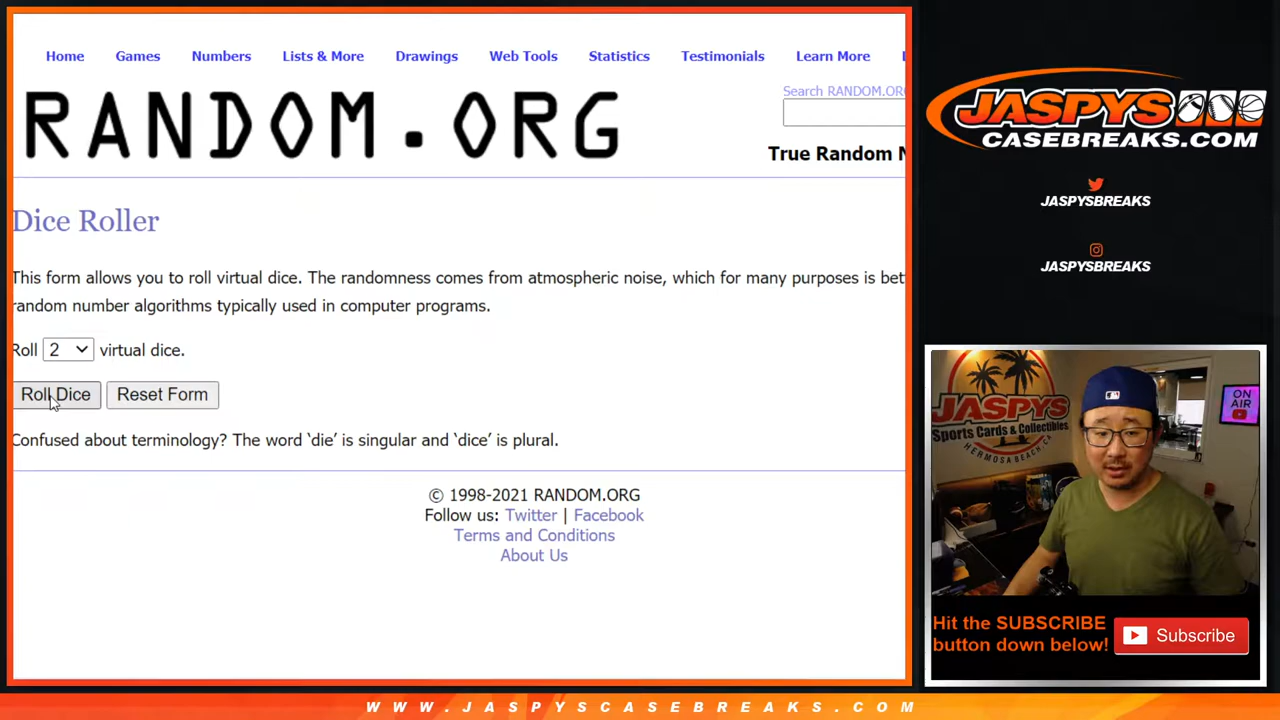 Home Games Numbers Lists & More Drawings Web Tools Statistics Testimonials Learn More
RANDOM.ORG
Search RANDOM.OR
True Random N
Dice Roller
This form allows you to roll virtual dice. The randomness comes from atmospheric noise, which for many purposes is bet
random number algorithms typically used in computer programs.
Roll 2 virtual dice.
Roll Dice Reset Form
Confused about terminology? The word ‘die’ is singular and ‘dice’ is plural.
© 1998-2021 RANDOM.ORG
Follow us: Twitter | Facebook
Terms and Conditions
About Us
JASPYS
CASEBREAKS.COM
JASPYSBREAKS
JASPYSBREAKS
JASPYS
Sports Cards & Collectibles
HERMOSA BEACH
ON
AIR
Hit the SUBSCRIBE
button down below!
Subscribe
WWW.JASPYSCASEBREAKS.COM